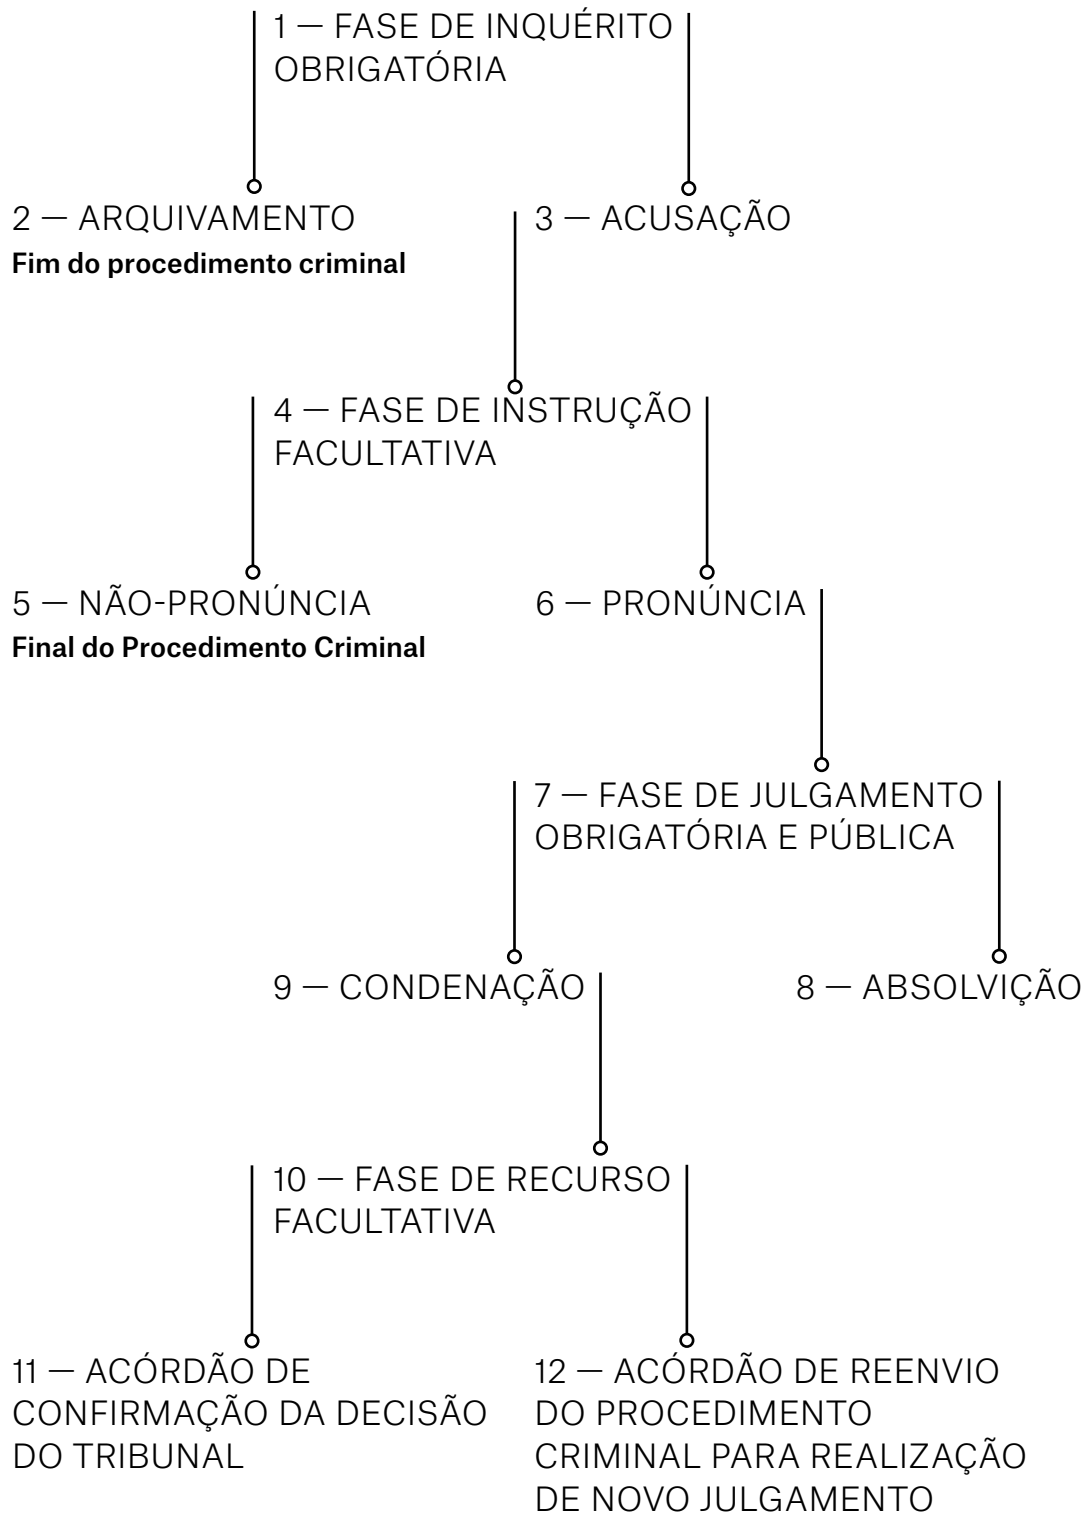 1 — FASE DE INQUÉRITO
OBRIGATÓRIA
2 — ARQUIVAMENTO
Fim do procedimento criminal
3 — ACUSAÇÃO
4 — FASE DE INSTRUÇÃO
FACULTATIVA
5 — NÃO-PRONÚNCIA
Final do Procedimento Criminal
6 — PRONÚNCIA
7 — FASE DE JULGAMENTO
OBRIGATÓRIA E PÚBLICA
9 — CONDENAÇÃO
8 — ABSOLVIÇÃO
10 — FASE DE RECURSO
FACULTATIVA
11 — ACÓRDÃO DE
CONFIRMAÇÃO DA DECISÃO
DO TRIBUNAL
12 — ACÓRDÃO DE REENVIO
DO PROCEDIMENTO
CRIMINAL PARA REALIZAÇÃO
DE NOVO JULGAMENTO